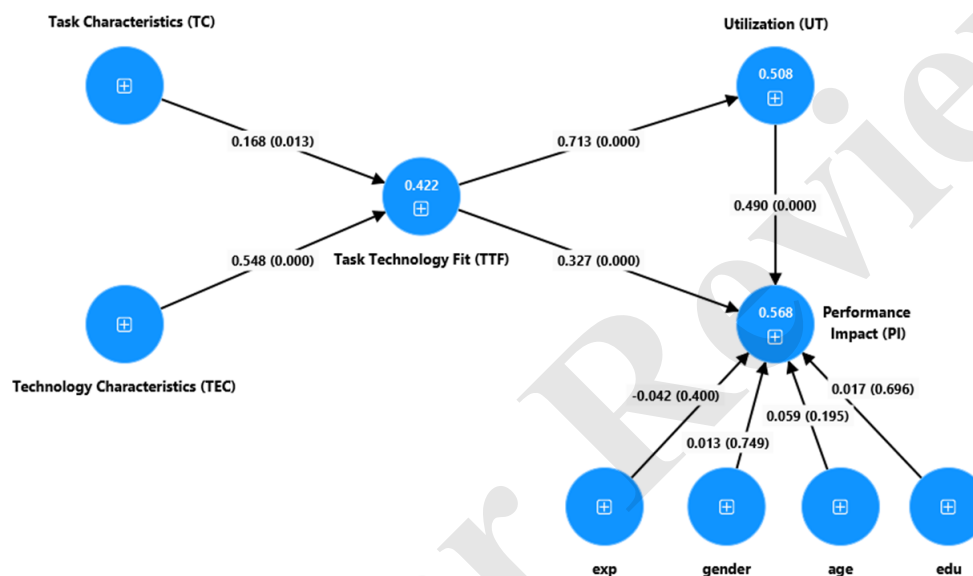 Task Characteristics (TC)
Utilization (UT)
0.508
0.168 (0.013)
0.713 (0.000)
0.422
0.490 (0.000)
0.548 (0.000)
Task Technology Fit (TTF)
0.327 (0.000)
0.568
Performance
Impact (PI)
Technology Characteristics (TEC)
-0.042 (0.400)
0.017 (0.696)
0.059 (0.195)
0.013 (0.749)
exp
gender
age
edu
r Review